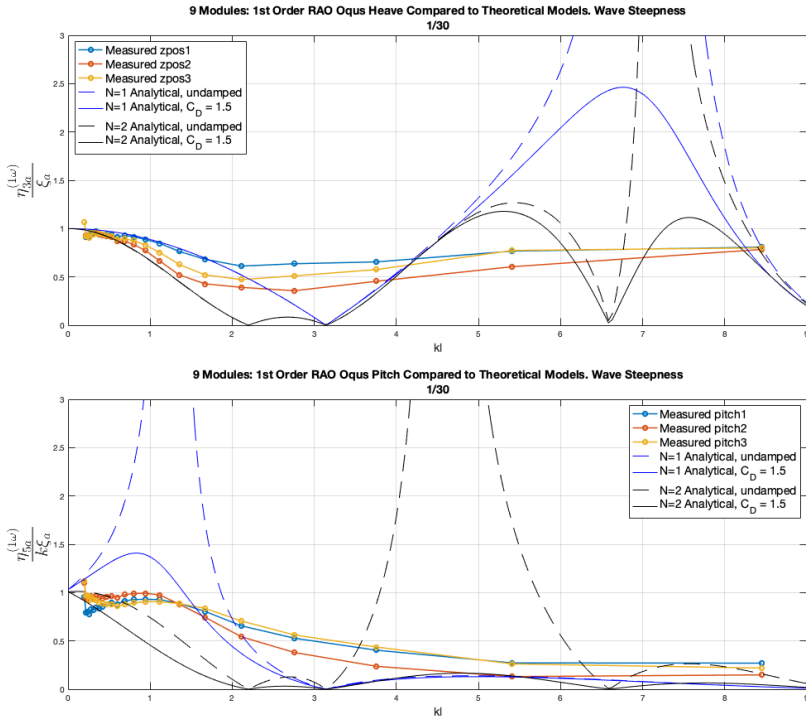 9 Modules: 1st Order RAO Oqus Heave Compared to Theoretical Models. Wave Steepness
1/30
3
2.5
2
1.5
1
0.5
0
Measured zpos1
Measured zpos2
Measured zpos3
N=1 Analytical, undamped
N=1 Analytical, C_D = 1.5
N=2 Analytical, undamped
N=2 Analytical, C_D = 1.5
η_{3a}^{(1ω)}
ξ_a
0 1 2 3 4 5 6 7 8 9
kl
9 Modules: 1st Order RAO Oqus Pitch Compared to Theoretical Models. Wave Steepness
1/30
3
2.5
2
1.5
1
0.5
0
Measured pitch1
Measured pitch2
Measured pitch3
N=1 Analytical, undamped
N=1 Analytical, C_D = 1.5
N=2 Analytical, undamped
N=2 Analytical, C_D = 1.5
η_{5a}^{(1ω)}
kξ_a
0 1 2 3 4 5 6 7 8 9
kl